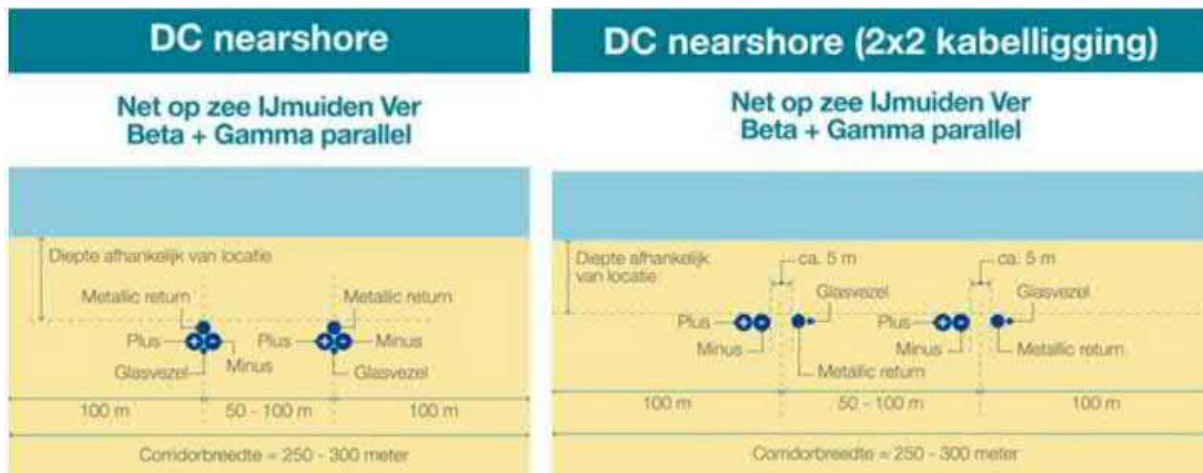 DC nearshore
Net op zee IJmuiden Ver
Beta + Gamma parallel
Diepte afhankelijk van locatie
Metallic return
Metallic return
Plus
Plus
Minus
Minus
Glasvezel
Glasvezel
100 m
50 - 100 m
100 m
Corridorbreedte = 250 - 300 meter
DC nearshore (2x2 kabelligging)
Net op zee IJmuiden Ver
Beta + Gamma parallel
Diepte afhankelijk
van locatie
ca. 5 m
ca. 5 m
Glasvezel
Glasvezel
Plus
Plus
Minus
Minus
Metallic return
Metallic return
100 m
50 - 100 m
100 m
Corridorbreedte = 250 - 300 meter